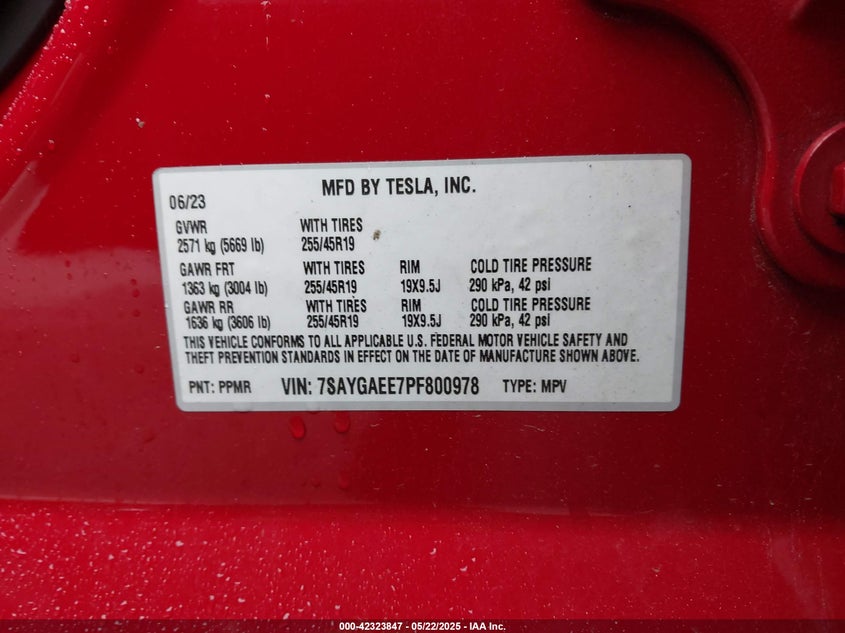 MFD BY TESLA, INC.
06/23
GVWR WITH TIRES
2571 kg (5669 lb) 255/45R19
GAWR FRT WITH TIRES RIM COLD TIRE PRESSURE
1363 kg (3004 lb) 255/45R19 19X9.5J 290 kPa, 42 psi
GAWR RR WITH TIRES RIM COLD TIRE PRESSURE
1636 kg (3606 lb) 255/45R19 19X9.5J 290 kPa, 42 psi
THIS VEHICLE CONFORMS TO ALL APPLICABLE U.S. FEDERAL MOTOR VEHICLE SAFETY AND
THEFT PREVENTION STANDARDS IN EFFECT ON THE DATE OF MANUFACTURE SHOWN ABOVE.
PNT: PPMR VIN: 7SAYGAEE7PF800978 TYPE: MPV
000-42323847 - 05/22/2025 - IAA Inc.